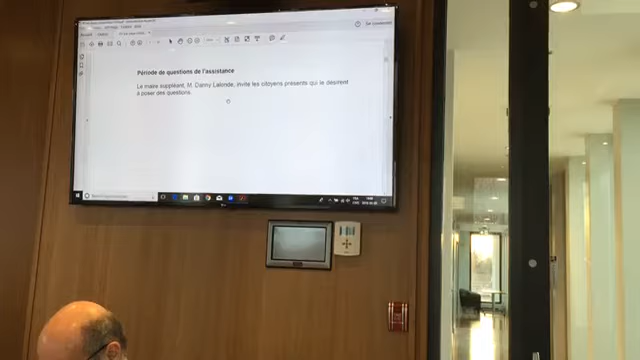 Période de questions de l'assistance
Le maire suppléant, M. Danny Lalonde, invite les citoyens présents qui le désirent
à poser des questions.